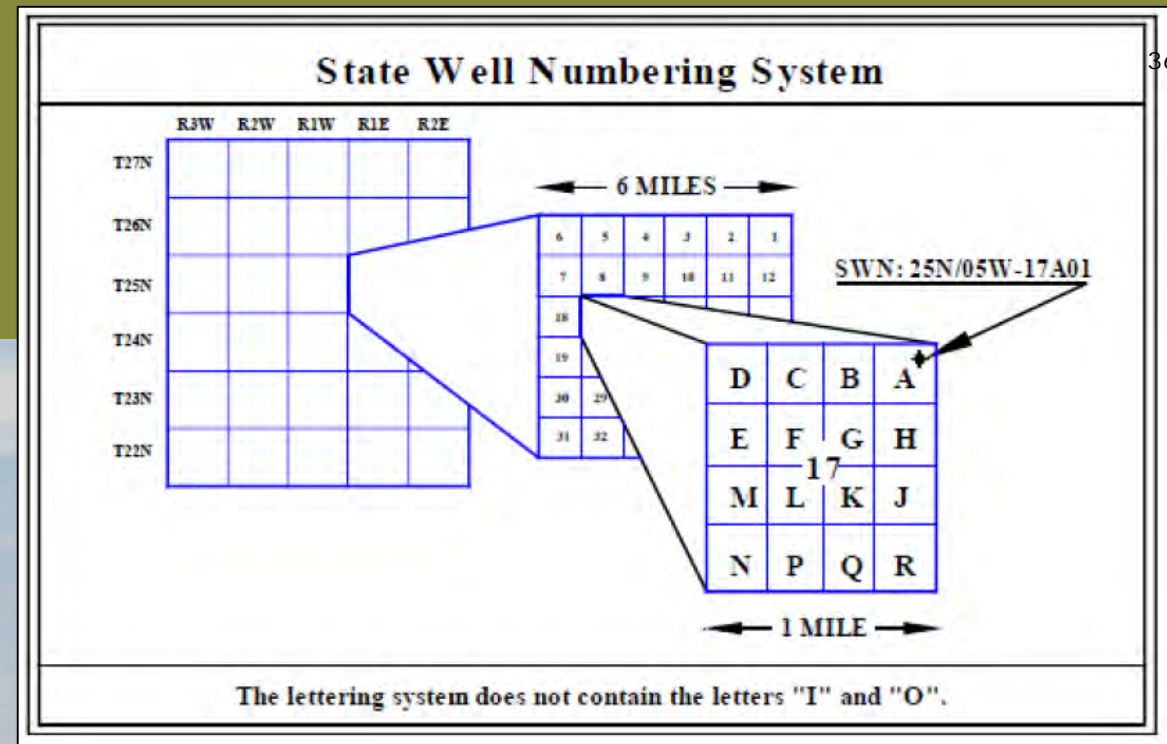 State Well Numbering System
36
R3W R2W R1W R1E R2E
T27N
T26N
T25N
T24N
T23N
T22N
6 MILES
6 5 4 3 2 1
7 8 9 10 11 12
18
19
30 29
31 32
SWN: 25N/05W-17A01
D C B A
E F G H
17
M L K J
N P Q R
1 MILE
The lettering system does not contain the letters "I" and "O".